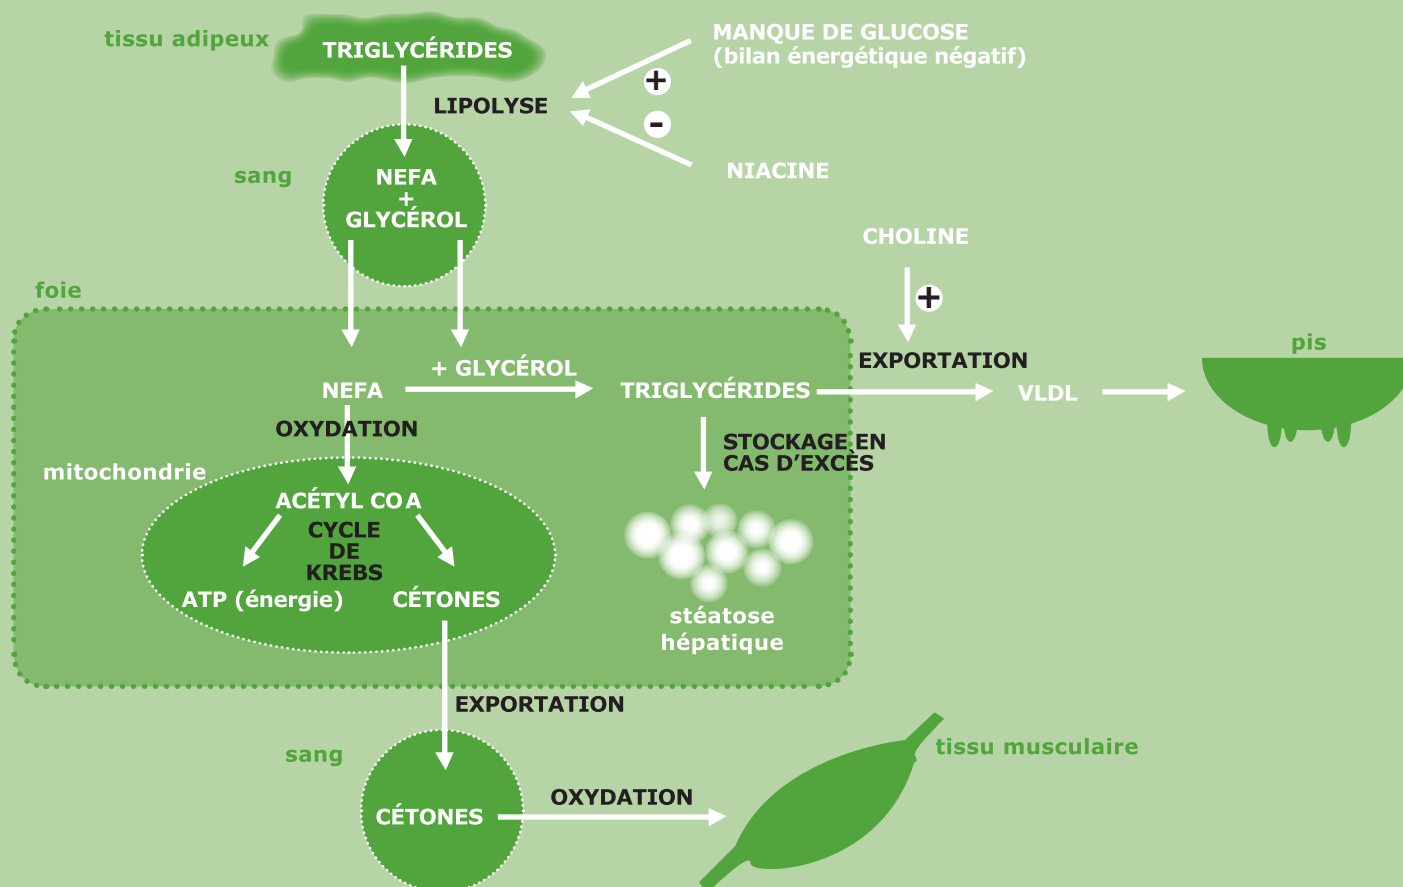 tissu adipeux
TRIGLYCÉRIDES
MANQUE DE GLUCOSE
(bilan énergétique négatif)
+
LIPOLYSE
-
NIACINE
sang
NEFA
+
GLYCÉROL
CHOLINE
+
foie
EXPORTATION
pis
+ GLYCÉROL
NEFA
TRIGLYCÉRIDES
VLDL
OXYDATION
STOCKAGE EN
CAS D'EXCÈS
mitochondrie
ACÉTYL CO A
CYCLE
DE
KREBS
ATP (énergie)
CÉTONES
stéatose
hépatique
EXPORTATION
sang
tissu musculaire
OXYDATION
CÉTONES